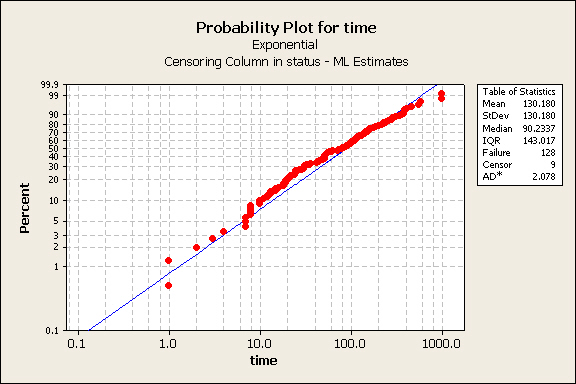 Probability Plot for time
Exponential
Censoring Column in status - ML Estimates
99.9
99
90
80
70
60
50
40
30
20
10
5
3
2
1
0.1
Percent
0.1
1.0
10.0
100.0
1000.0
time
Table of Statistics
Mean 130.180
StDev 130.180
Median 90.2337
IQR 143.017
Failure 128
Censor 9
AD* 2.078